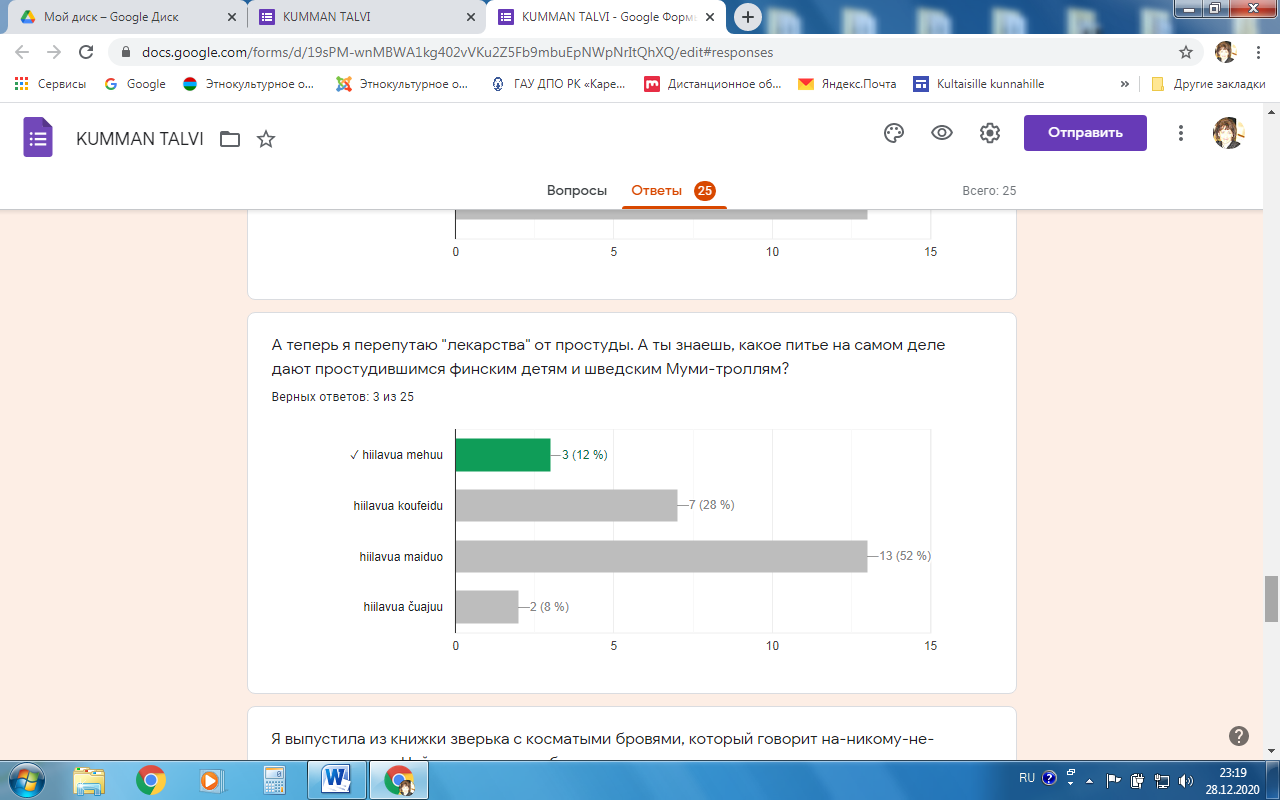 Мой диск – Google Диск
KUMMAN TALVI
KUMMAN TALVI - Google Форм
docs.google.com/forms/d/19sPM-wnMBWA1kg402vVKu2Z5Fb9mbuEpNWpNrItQhXQ/edit#responses
Сервисы Google Этнокультурное о... Этнокультурное о... ГАУ ДПО РК «Каре... Дистанционное об... Яндекс.Почта Kultaisille kunnahille » Другие закладки
KUMMAN TALVI
Отправить
Вопросы Ответы 25 Всего: 25
0 5 10 15
А теперь я перепутаю "лекарства" от простуды. А ты знаешь, какое питье на самом деле
дают простудившимся финским детям и шведским Муми-троллям?
Верных ответов: 3 из 25
✓ hiilavua mehuu 3 (12 %)
hiilavua koufeidu 7 (28 %)
hiilavua maiduo 13 (52 %)
hiilavua čuajuu 2 (8 %)
0 5 10 15
Я выпустила из книжки зверька с косматыми бровями, который говорит на-никому-не-
RU
23:19
28.12.2020